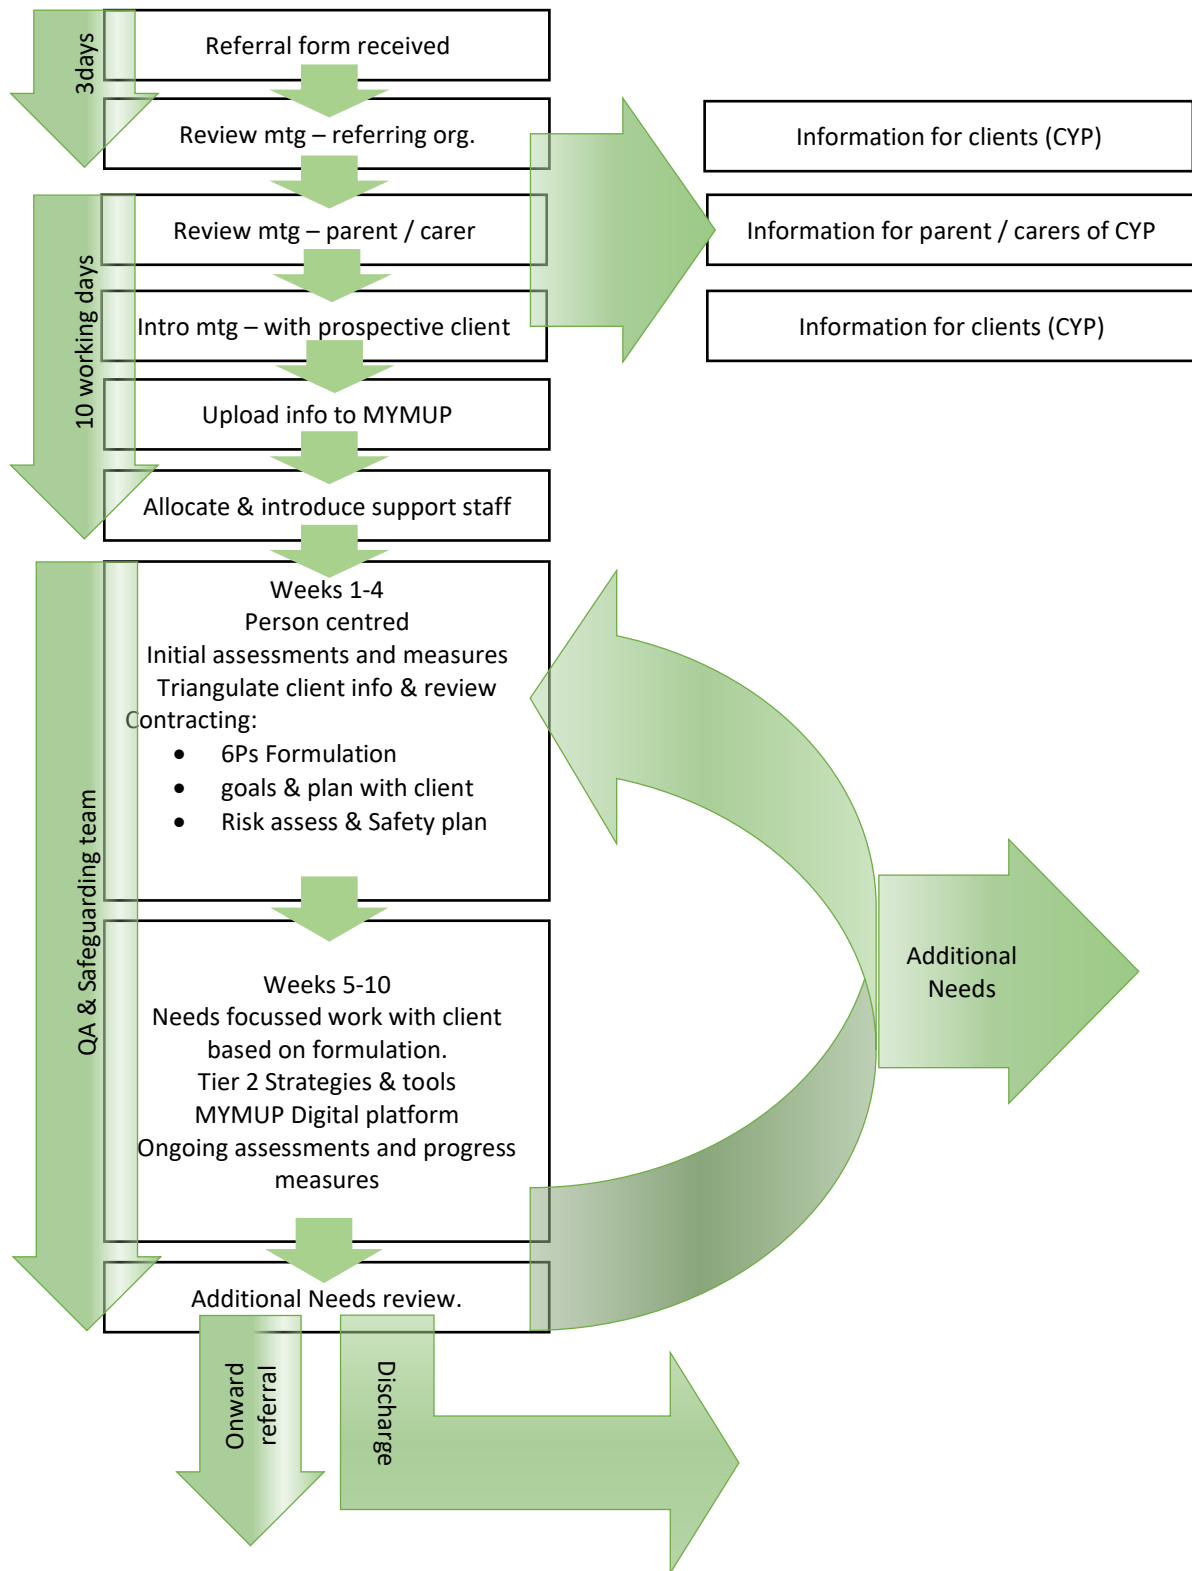 3days
Referral form received
Review mtg – referring org.
Information for clients (CYP)
10 working days
Review mtg – parent / carer
Information for parent / carers of CYP
Intro mtg – with prospective client
Information for clients (CYP)
Upload info to MYMUP
Allocate & introduce support staff
QA & Safeguarding team
Weeks 1-4
Person centred
Initial assessments and measures
Triangulate client info & review
Contracting:
• 6Ps Formulation
• goals & plan with client
• Risk assess & Safety plan
Additional
Needs
Weeks 5-10
Needs focussed work with client
based on formulation.
Tier 2 Strategies & tools
MYMUP Digital platform
Ongoing assessments and progress
measures
Additional Needs review.
Onward
referral
Discharge